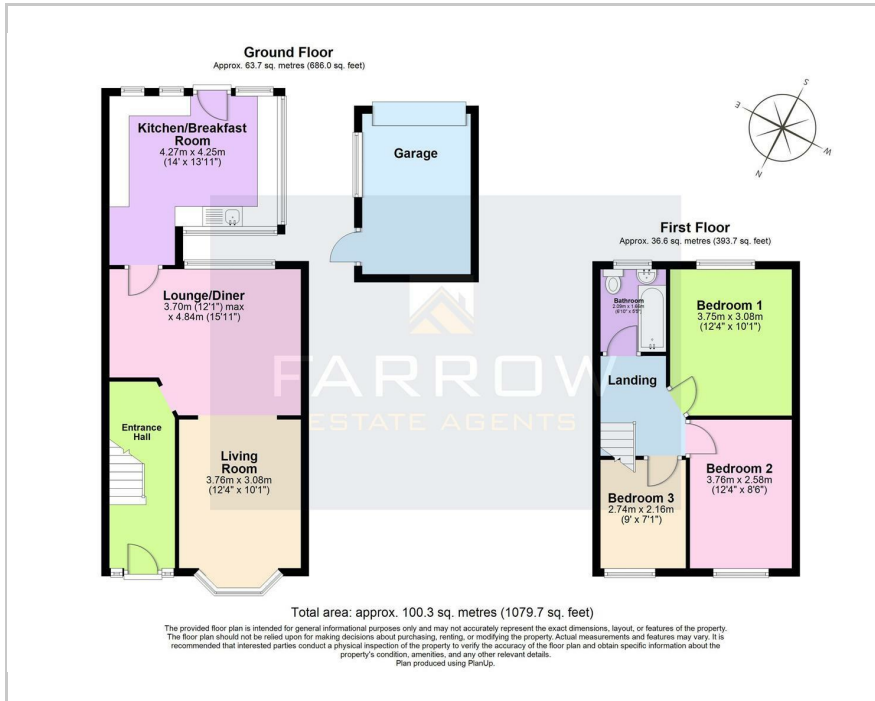 Ground Floor
Approx. 63.7 sq. metres (686.0 sq. feet)
Kitchen/Breakfast
Room
4.27m x 4.25m
(14' x 13'11")
Garage
S
E
W
N
Lounge/Diner
3.70m (12'1") max
x 4.84m (15'11")
Entrance
Hall
Living
Room
3.76m x 3.08m
(12'4" x 10'1")
First Floor
Approx. 36.6 sq. metres (393.7 sq. feet)
Bathroom
Bedroom 1
3.75m x 3.08m
(12'4" x 10'1")
Landing
Bedroom 2
3.76m x 2.58m
(12'4" x 8'6")
Bedroom 3
2.74m x 2.16m
(9' x 7'1")
FARROW
ESTATE AGENTS
Total area: approx. 100.3 sq. metres (1079.7 sq. feet)
The provided floor plan is intended for general informational purposes only and may not accurately represent the exact dimensions, layout, or features of the property.
The floor plan should not be relied upon for making decisions about purchasing, renting, or modifying the property. Actual measurements and features may vary. It is
recommended that interested parties conduct a physical inspection of the property to verify the accuracy of the floor plan and obtain specific information about the
property's condition, amenities, and any other relevant details.
Plan produced using PlanUp.